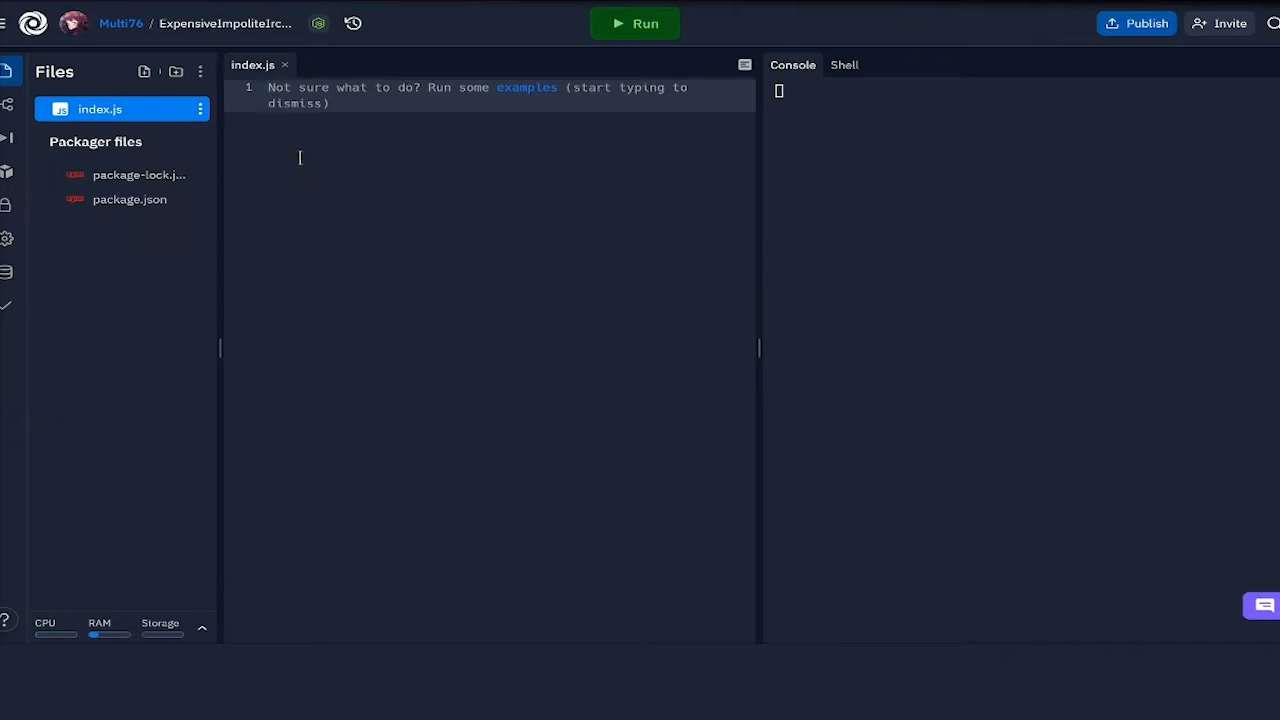 Multi76 / ExpensiveImpoliteIrc...
Run
Publish
Invite
Files
index.js
Packager files
package-lock.j...
package.json
CPU
RAM
Storage
index.js
1 Not sure what to do? Run some examples (start typing to
dismiss)
Console
Shell